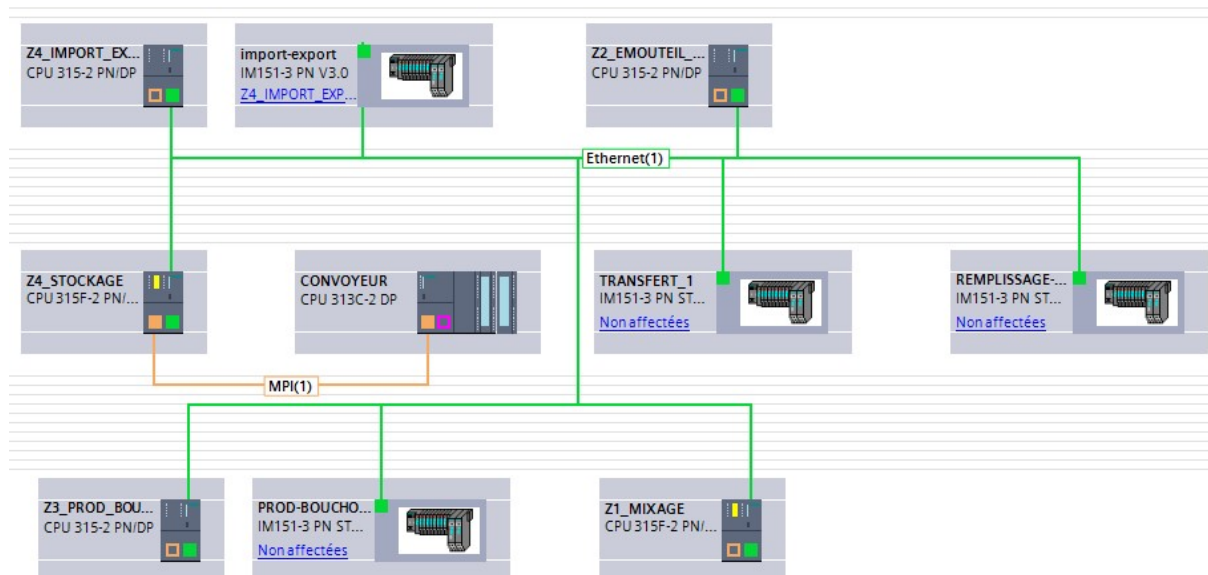 Z4_IMPORT_EX...
CPU 315-2 PN/DP
import-export
IM151-3 PN V3.0
Z4_IMPORT_EXP...
Z2_EMOUTEIL_...
CPU 315-2 PN/DP
Ethernet(1)
Z4_STOCKAGE
CPU 315F-2 PN/...
CONVOYEUR
CPU 313C-2 DP
TRANSFERT_1
IM151-3 PN ST...
Non affectées
REMPLISSAGE-...
IM151-3 PN ST...
Non affectées
MPI(1)
Z3_PROD_BOU...
CPU 315-2 PN/DP
PROD-BOUCHO...
IM151-3 PN ST...
Non affectées
Z1_MIXAGE
CPU 315F-2 PN/...